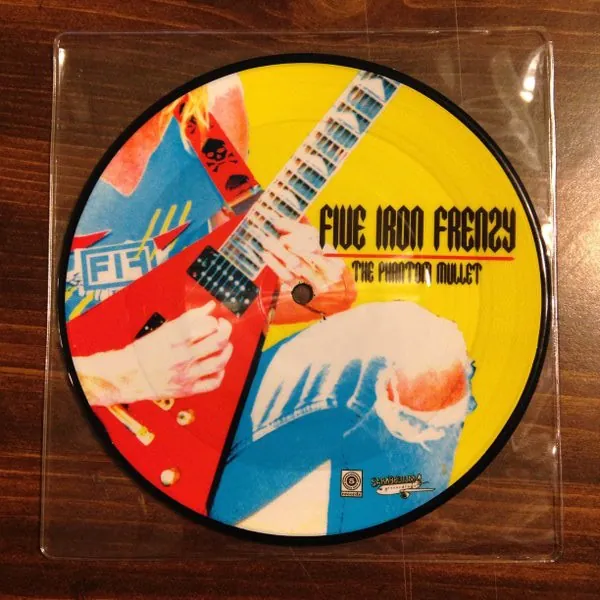 FIVE IRON FRENZY
THE PHANTOM MULLET